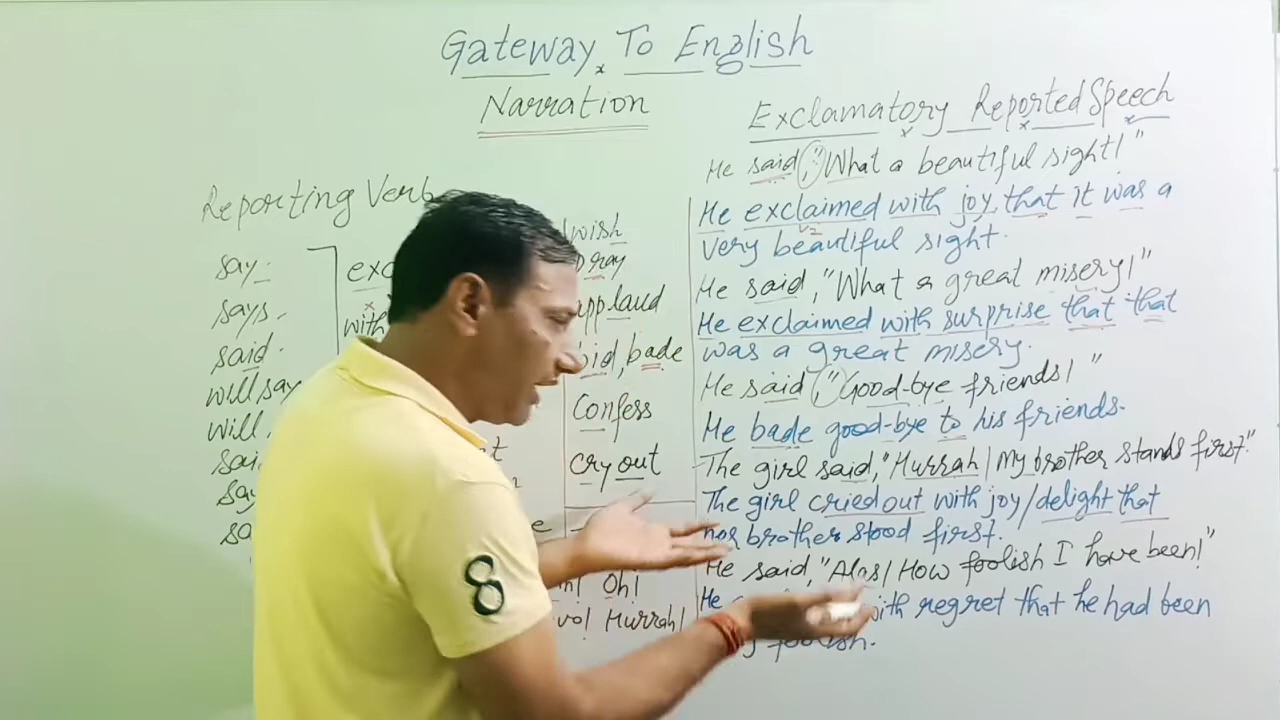 Gateway To English
Narration
Exclamatory Reported Speech
Reporting Verb
say
says
said
will say
will
wish
pray
applaud
bid, bade
Confess
cry out
Oh!
Hurrah!
He said, "What a beautiful sight!"
He exclaimed with joy that it was a
very beautiful sight.
He said, "What a great misery!"
He exclaimed with surprise that that
was a great misery.
He said, "Good-bye friends!"
He bade good-bye to his friends.
The girl said, "Hurrah! My brother stands first."
The girl cried out with joy/delight that
her brother stood first.
He said, "Alas! How foolish I have been!"
He with regret that he had been
foolish.
8